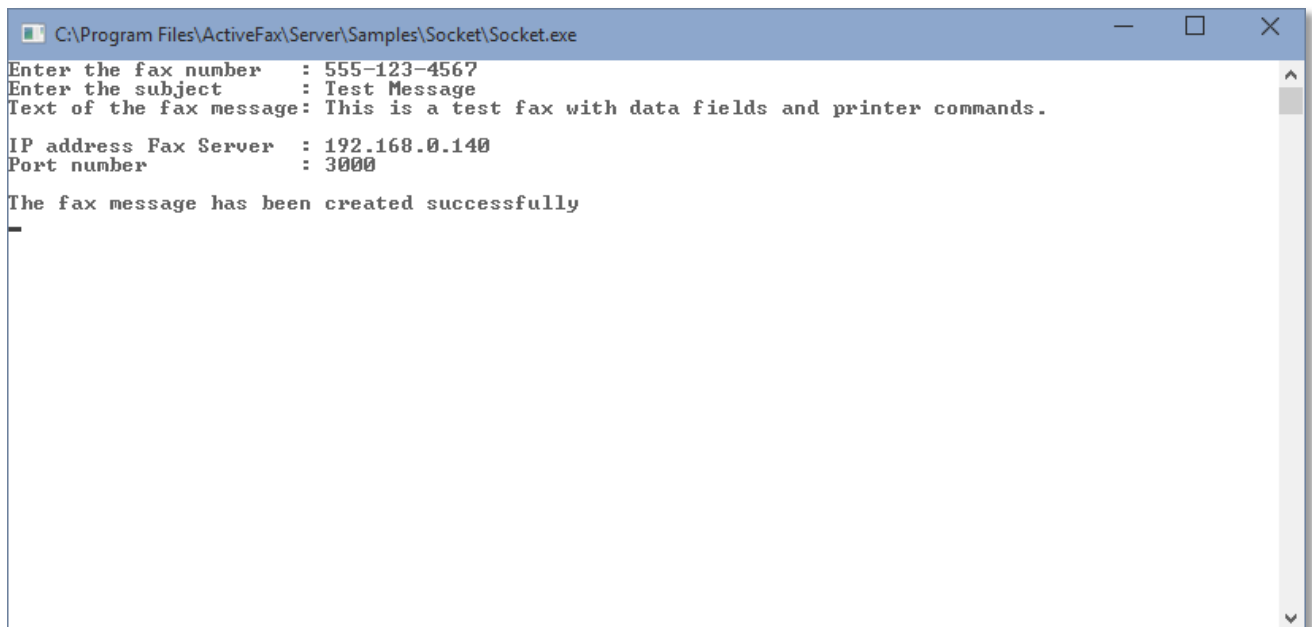 C:\Program Files\ActiveFax\Server\Samples\Socket\Socket.exe
Enter the fax number   : 555-123-4567
Enter the subject      : Test Message
Text of the fax message: This is a test fax with data fields and printer commands.
IP address Fax Server  : 192.168.0.140
Port number            : 3000
The fax message has been created successfully